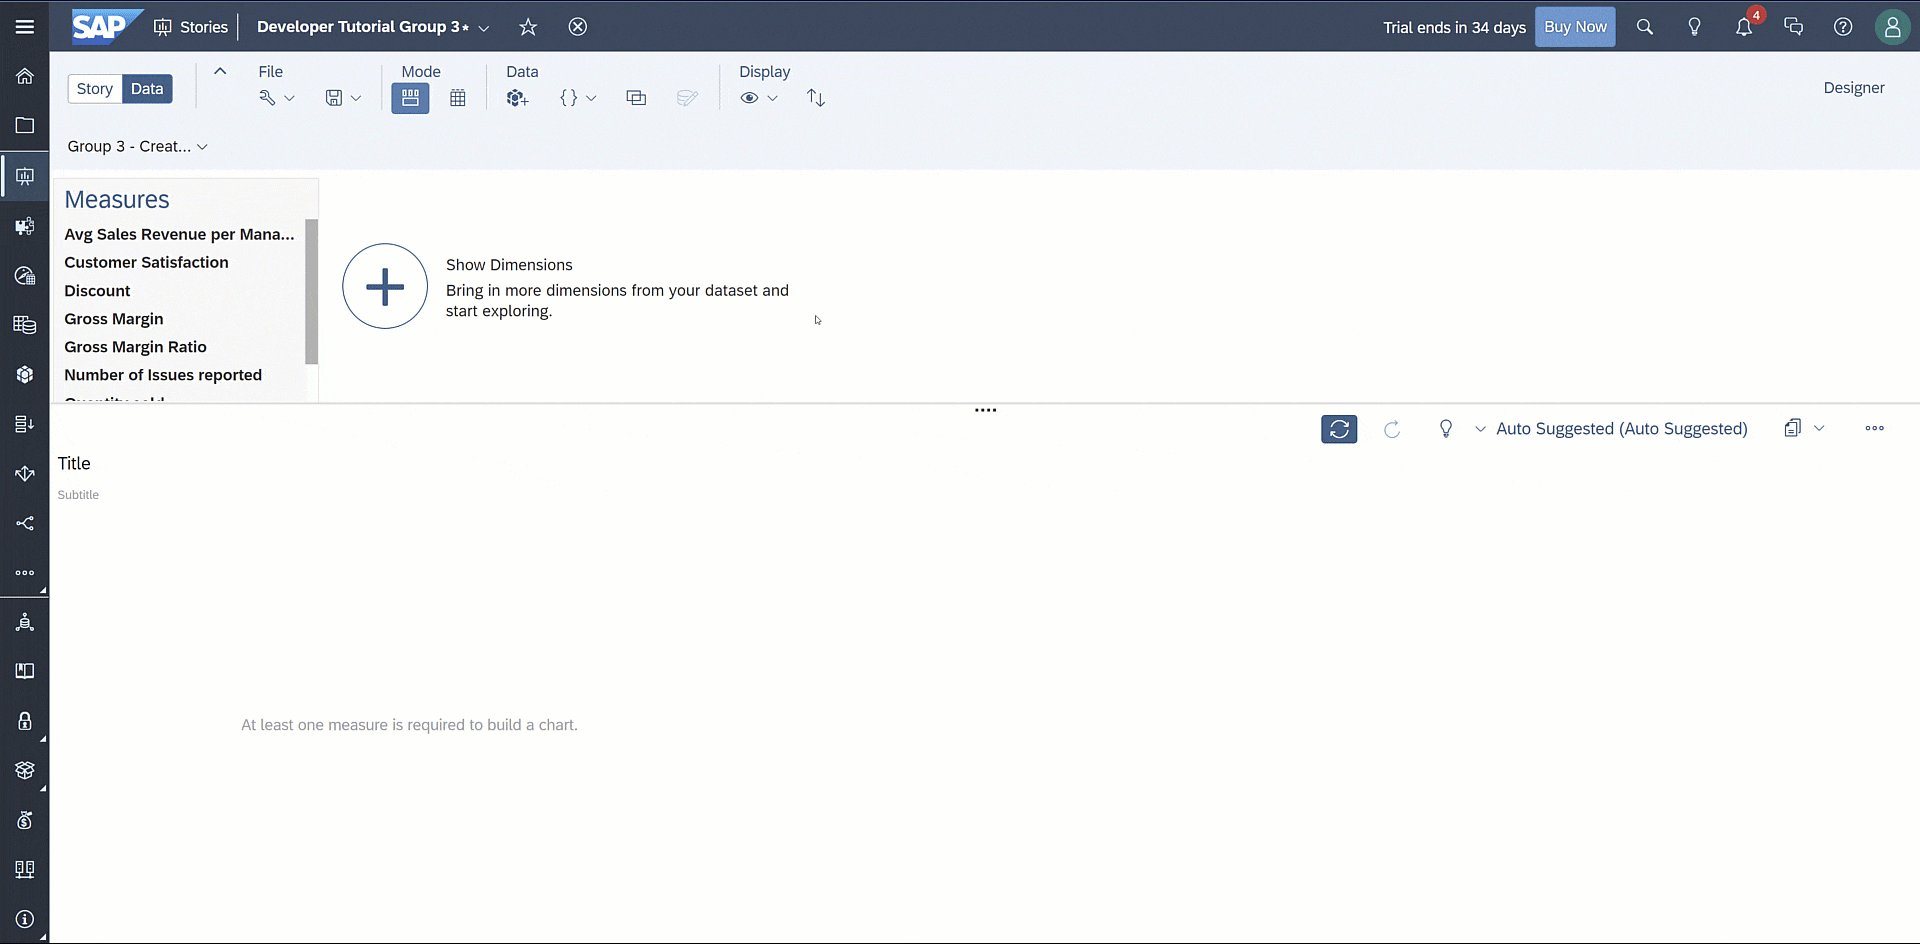 SAP Stories Developer Tutorial Group 3* Trial ends in 34 days Buy Now 4
Story Data File Mode Data Display Designer
Group 3 - Creat...
Measures
Avg Sales Revenue per Mana...
Customer Satisfaction
Discount
Gross Margin
Gross Margin Ratio
Number of Issues reported
Show Dimensions
Bring in more dimensions from your dataset and
start exploring.
Auto Suggested (Auto Suggested)
Title
Subtitle
At least one measure is required to build a chart.